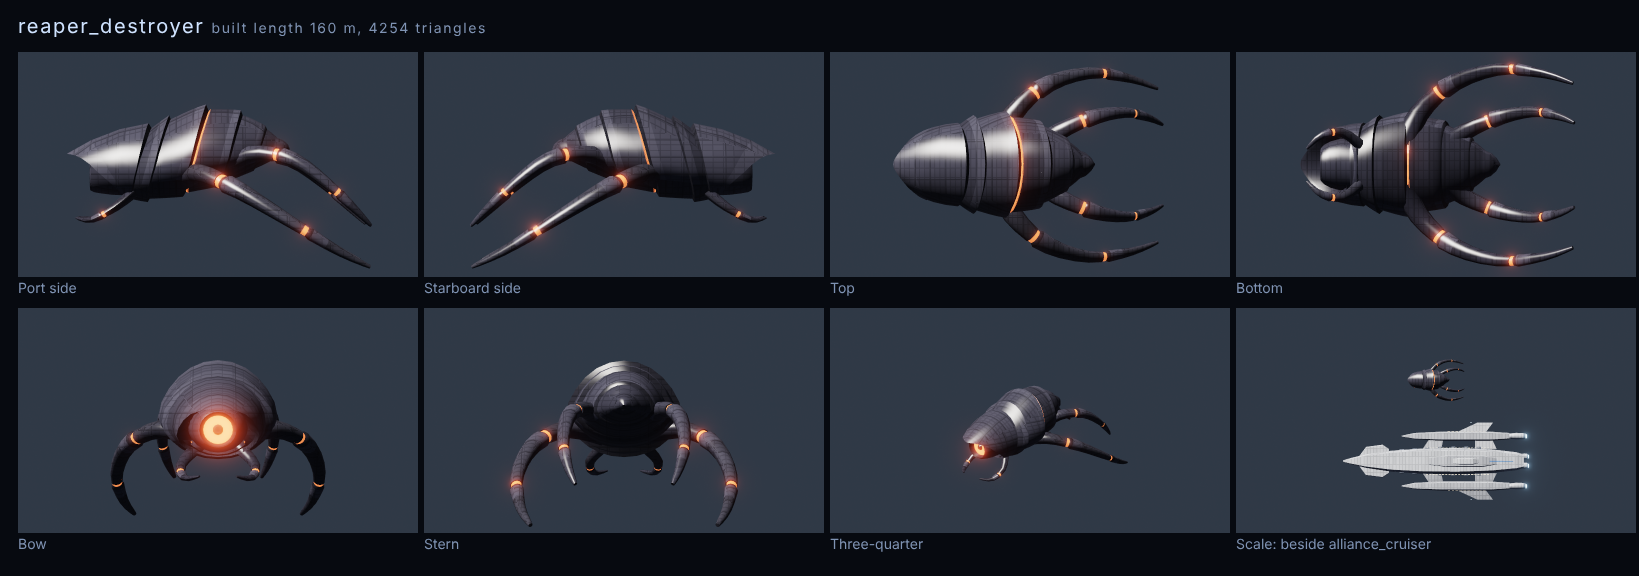 reaper_destroyer built length 160 m, 4254 triangles
Port side
Starboard side
Top
Bottom
Bow
Stern
Three-quarter
Scale: beside alliance_cruiser